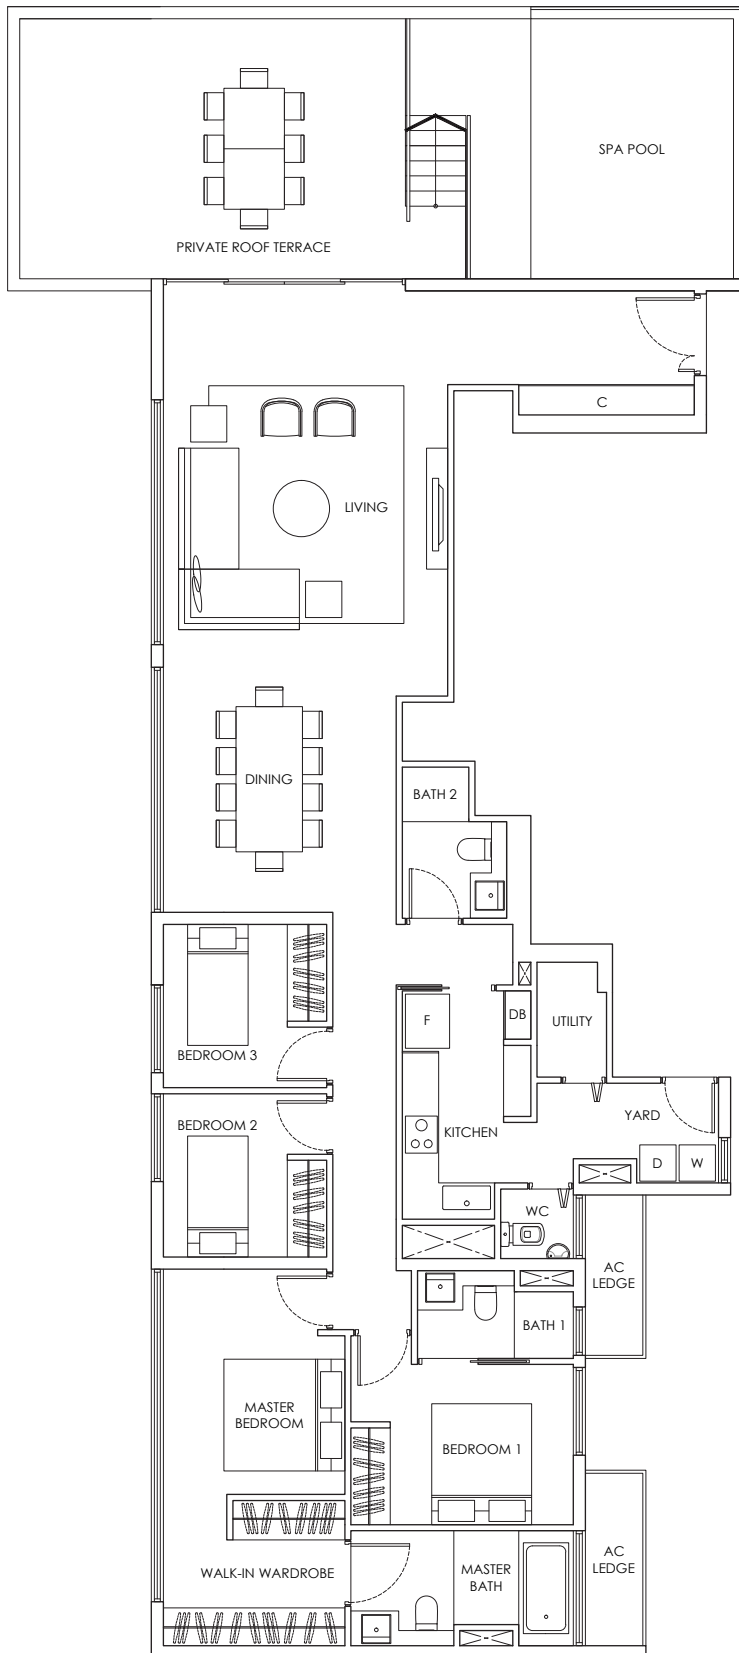 SPA POOL
PRIVATE ROOF TERRACE
C
LIVING
DINING
BATH 2
F
DB
UTILITY
BEDROOM 3
YARD
BEDROOM 2
KITCHEN
D
W
WC
AC
LEDGE
BATH 1
MASTER
BEDROOM
BEDROOM 1
WALK-IN WARDROBE
MASTER
BATH
AC
LEDGE